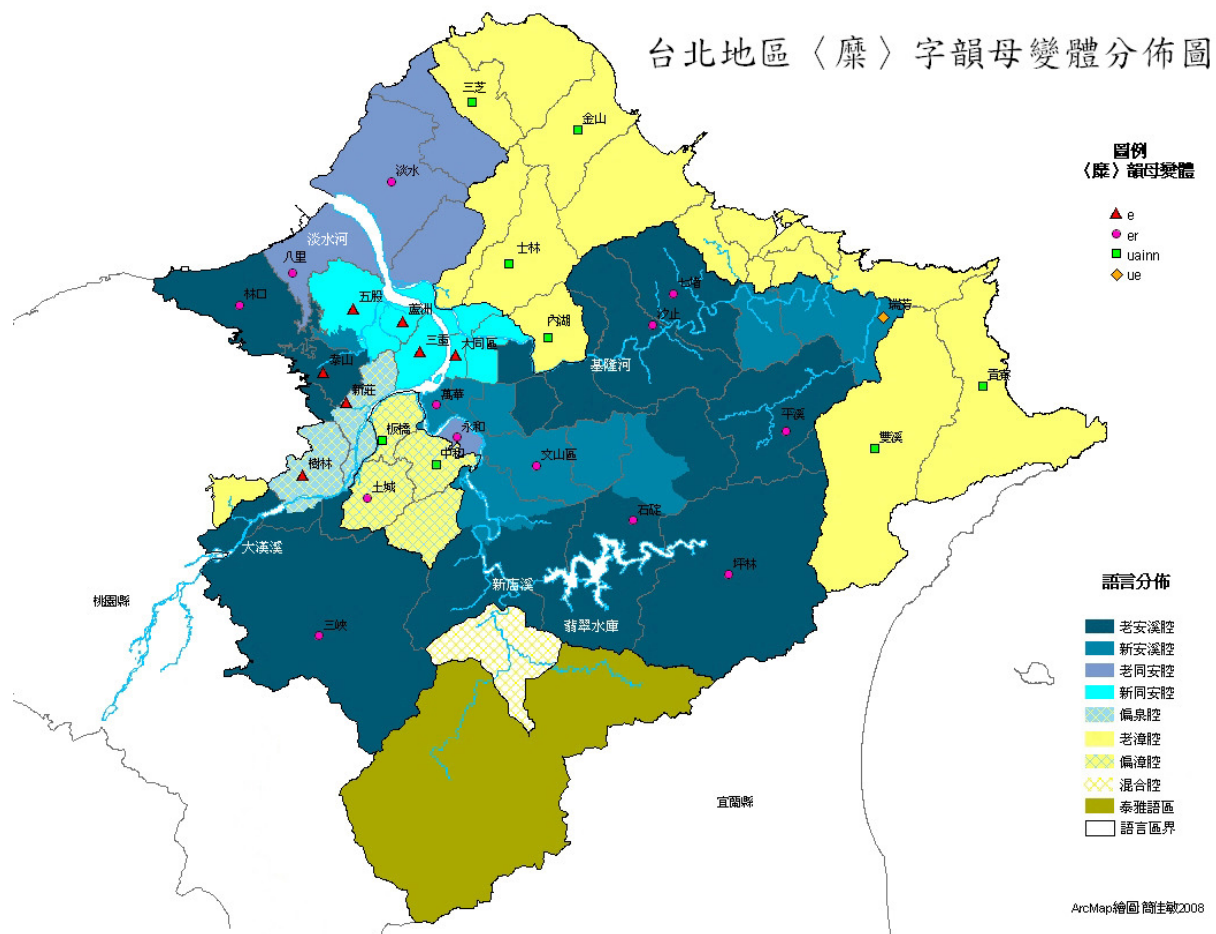 台北地區〈糜〉字韻母變體分佈圖
圖例
〈糜〉韻母變體
e
er
uainn
ue
三芝
金山
淡水
淡水河
士林
八里
林口
五股
蘆洲
七堵
汐止
瑞芳
三重
大同區
內湖
基隆河
泰山
新莊
萬華
貢寮
板橋
永和
平溪
中和
文山區
雙溪
樹林
土城
石碇
大漢溪
新店溪
坪林
桃園縣
翡翠水庫
三峽
宜蘭縣
語言分佈
老安溪腔
新安溪腔
老同安腔
新同安腔
偏泉腔
老漳腔
偏漳腔
混合腔
泰雅語區
語言區界
ArcMap繪圖 簡佳敏2008